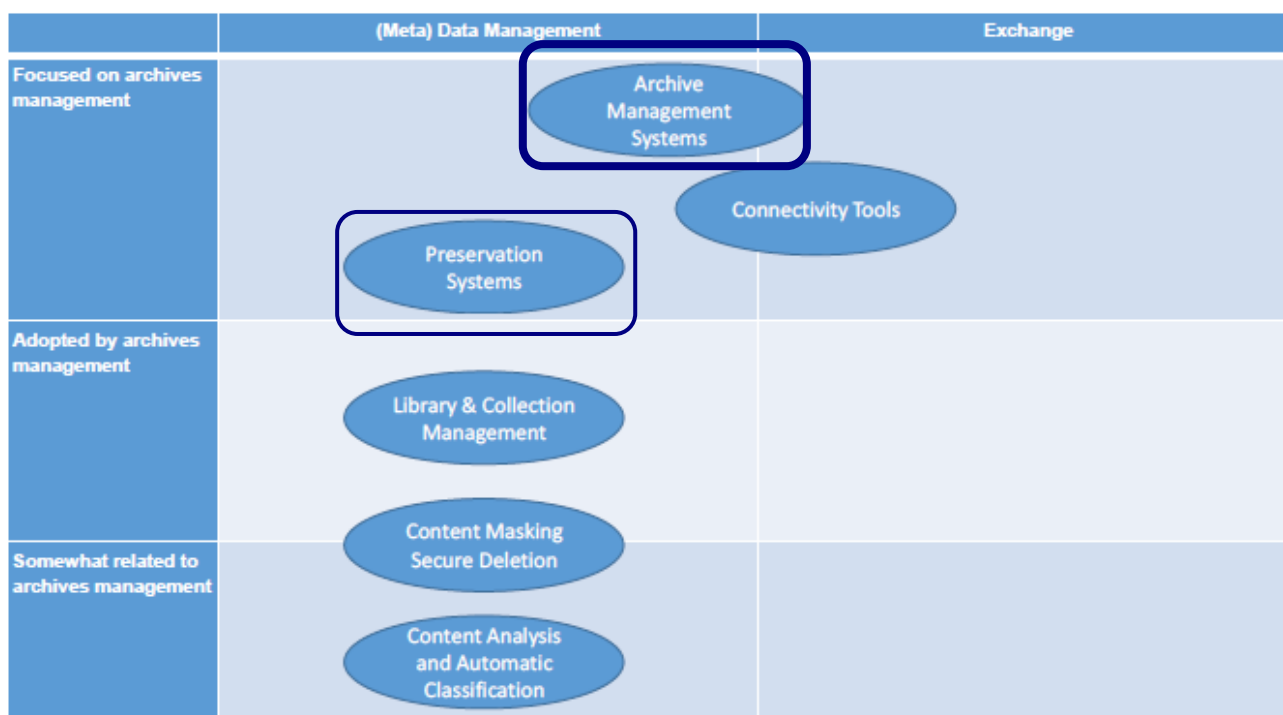 (Meta) Data Management
Exchange
Focused on archives
management
Archive
Management
Systems
Connectivity Tools
Preservation
Systems
Adopted by archives
management
Library & Collection
Management
Content Masking
Secure Deletion
Somewhat related to
archives management
Content Analysis
and Automatic
Classification